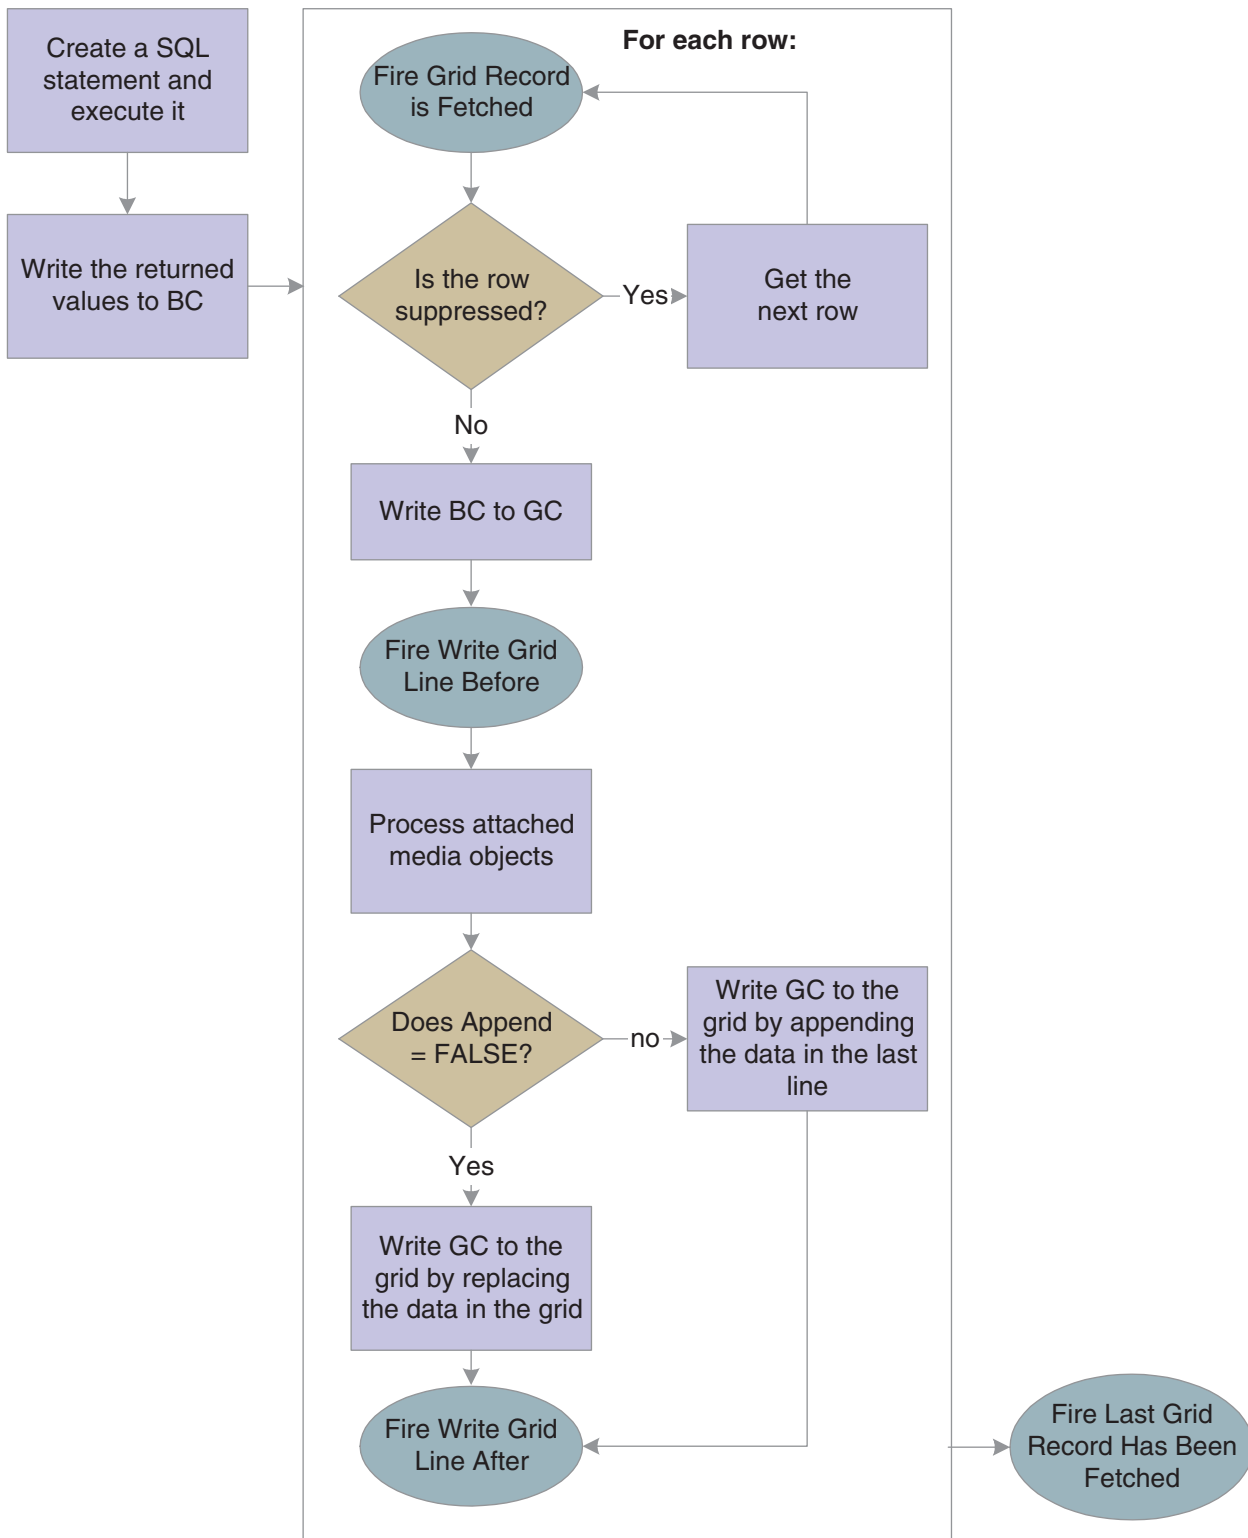 Create a SQL
statement and
execute it
Write the returned
values to BC
For each row:
Fire Grid Record
is Fetched
Is the row
suppressed?
Yes
Get the
next row
No
Write BC to GC
Fire Write Grid
Line Before
Process attached
media objects
Does Append
= FALSE?
no
Write GC to the
grid by appending
the data in the last
line
Yes
Write GC to the
grid by replacing
the data in the grid
Fire Write Grid
Line After
Fire Last Grid
Record Has Been
Fetched